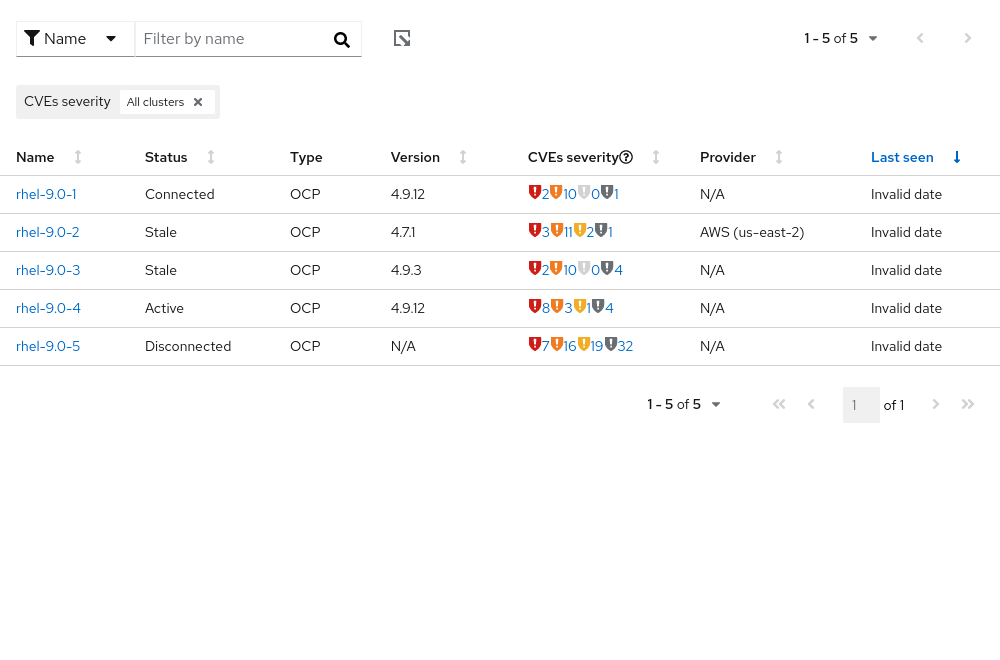 Name Filter by name 1 - 5 of 5
CVEs severity All clusters
Name Status Type Version CVEs severity Provider Last seen
rhel-9.0-1 Connected OCP 4.9.12 2 10 0 1 N/A Invalid date
rhel-9.0-2 Stale OCP 4.7.1 3 11 2 1 AWS (us-east-2) Invalid date
rhel-9.0-3 Stale OCP 4.9.3 2 10 0 4 N/A Invalid date
rhel-9.0-4 Active OCP 4.9.12 8 3 1 4 N/A Invalid date
rhel-9.0-5 Disconnected OCP N/A 7 16 19 32 N/A Invalid date
1 - 5 of 5 1 of 1